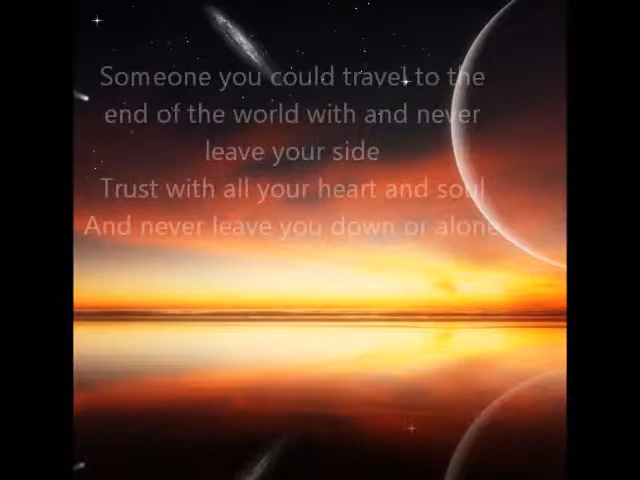 Someone you could travel to the
end of the world with and never
leave your side
Trust with all your heart and soul
And never leave you down or alone